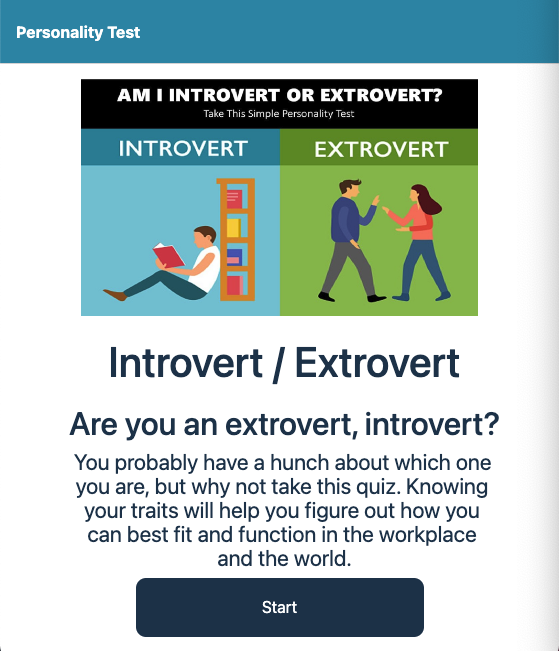 Personality Test
AM I INTROVERT OR EXTROVERT?
Take This Simple Personality Test
INTROVERT
EXTROVERT
Introvert / Extrovert
Are you an extrovert, introvert?
You probably have a hunch about which one
you are, but why not take this quiz. Knowing
your traits will help you figure out how you
can best fit and function in the workplace
and the world.
Start